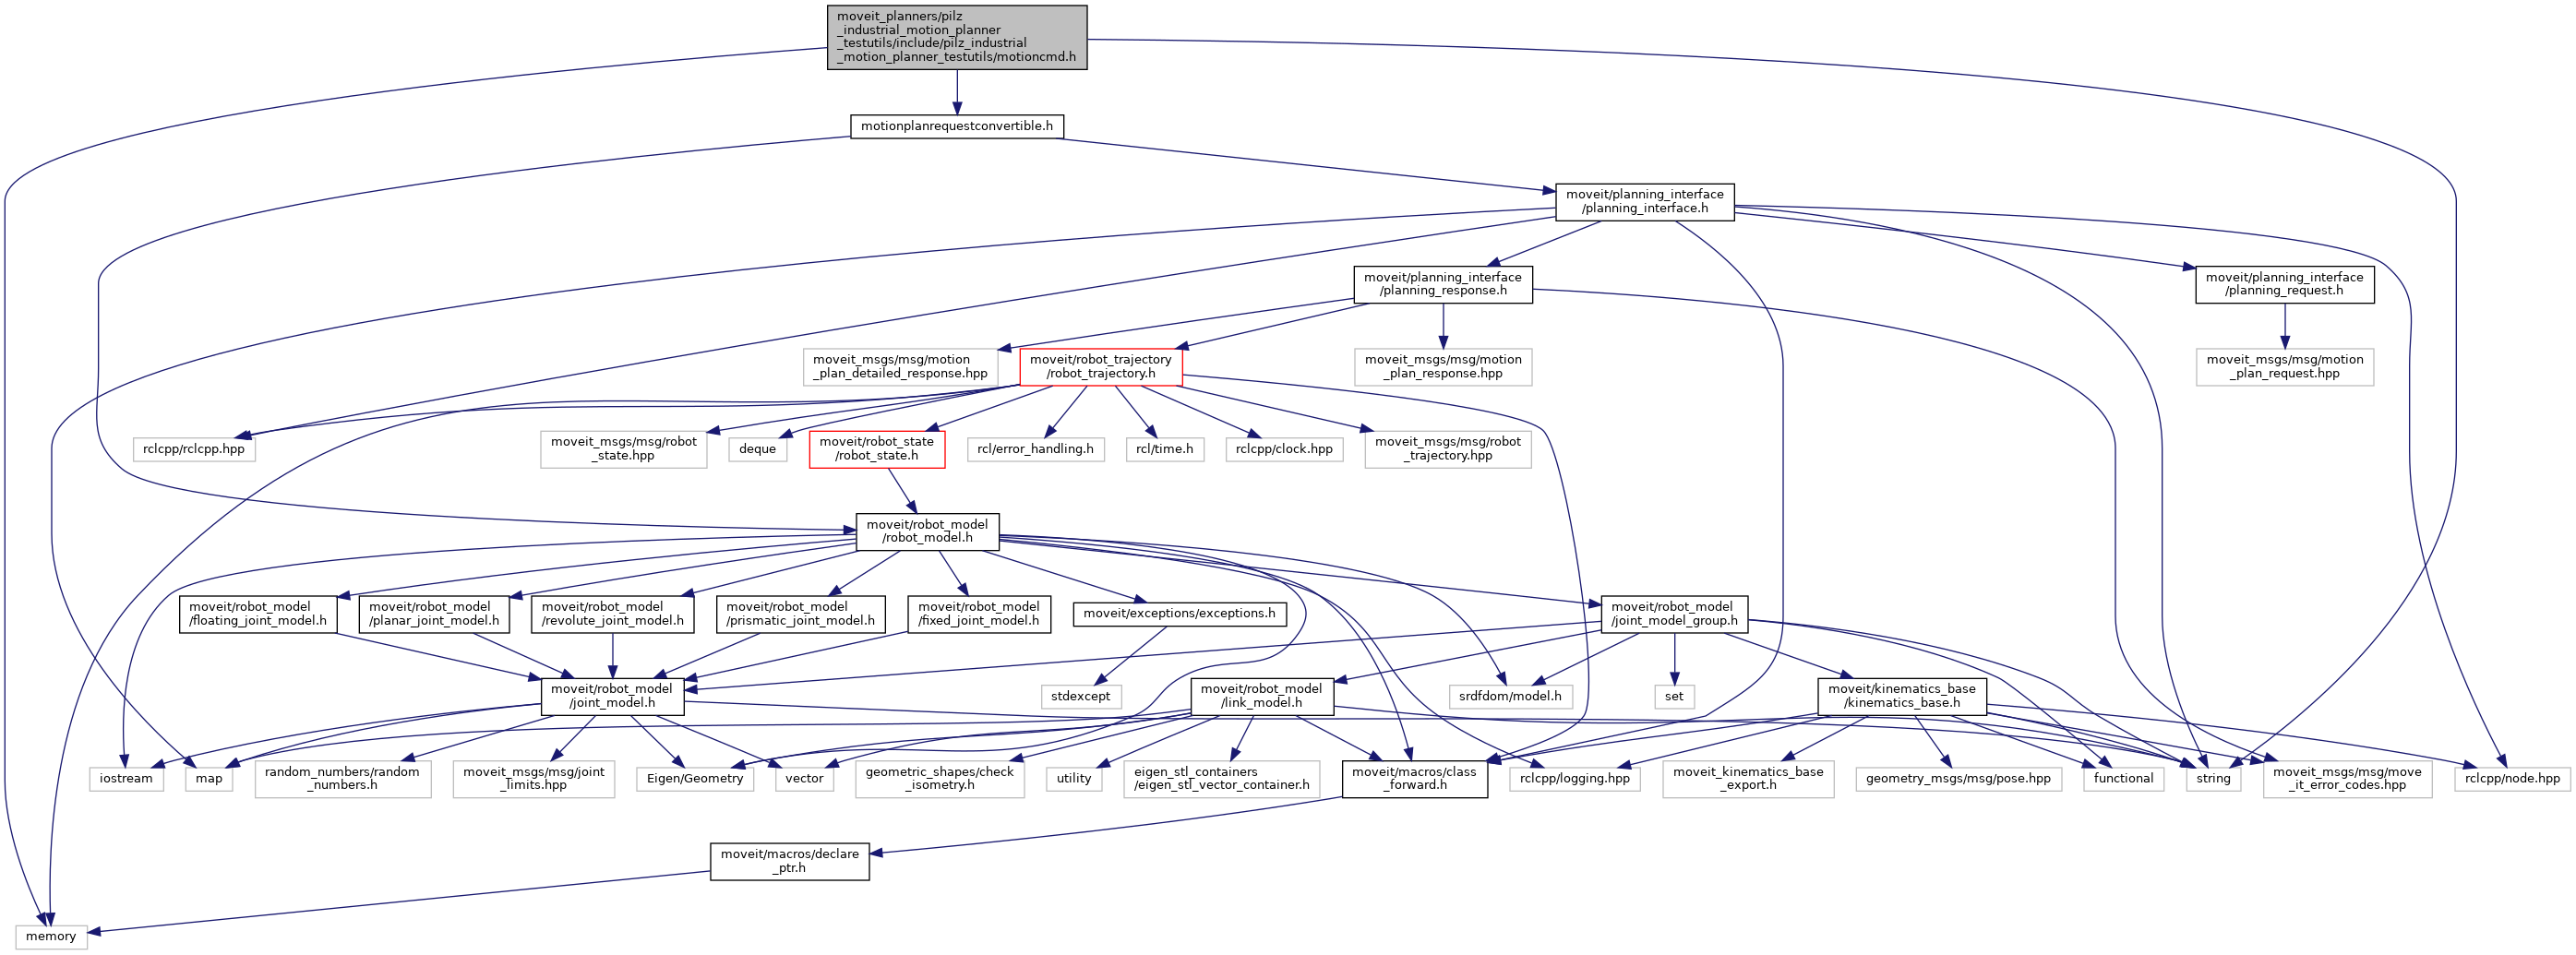 moveit_planners/pilz
_industrial_motion_planner
_testutils/include/pilz_industrial
_motion_planner_testutils/motioncmd.h
motionplanrequestconvertible.h
moveit/planning_interface
/planning_interface.h
moveit/planning_interface
/planning_response.h
moveit/planning_interface
/planning_request.h
moveit_msgs/msg/motion
_plan_detailed_response.hpp
moveit/robot_trajectory
/robot_trajectory.h
moveit_msgs/msg/motion
_plan_response.hpp
moveit_msgs/msg/motion
_plan_request.hpp
rclcpp/rclcpp.hpp
moveit_msgs/msg/robot
_state.hpp
deque
moveit/robot_state
/robot_state.h
rcl/error_handling.h
rcl/time.h
rclcpp/clock.hpp
moveit_msgs/msg/robot
_trajectory.hpp
moveit/robot_model
/robot_model.h
moveit/robot_model
/floating_joint_model.h
moveit/robot_model
/planar_joint_model.h
moveit/robot_model
/revolute_joint_model.h
moveit/robot_model
/prismatic_joint_model.h
moveit/robot_model
/fixed_joint_model.h
moveit/exceptions/exceptions.h
moveit/robot_model
/joint_model_group.h
moveit/robot_model
/joint_model.h
stdexcept
moveit/robot_model
/link_model.h
srdfdom/model.h
set
moveit/kinematics_base
/kinematics_base.h
iostream
map
random_numbers/random
_numbers.h
moveit_msgs/msg/joint
_limits.hpp
Eigen/Geometry
vector
geometric_shapes/check
_isometry.h
utility
eigen_stl_containers
/eigen_stl_vector_container.h
moveit/macros/class
_forward.h
rclcpp/logging.hpp
moveit_kinematics_base
_export.h
geometry_msgs/msg/pose.hpp
functional
string
moveit_msgs/msg/move
_it_error_codes.hpp
rclcpp/node.hpp
moveit/macros/declare
_ptr.h
memory